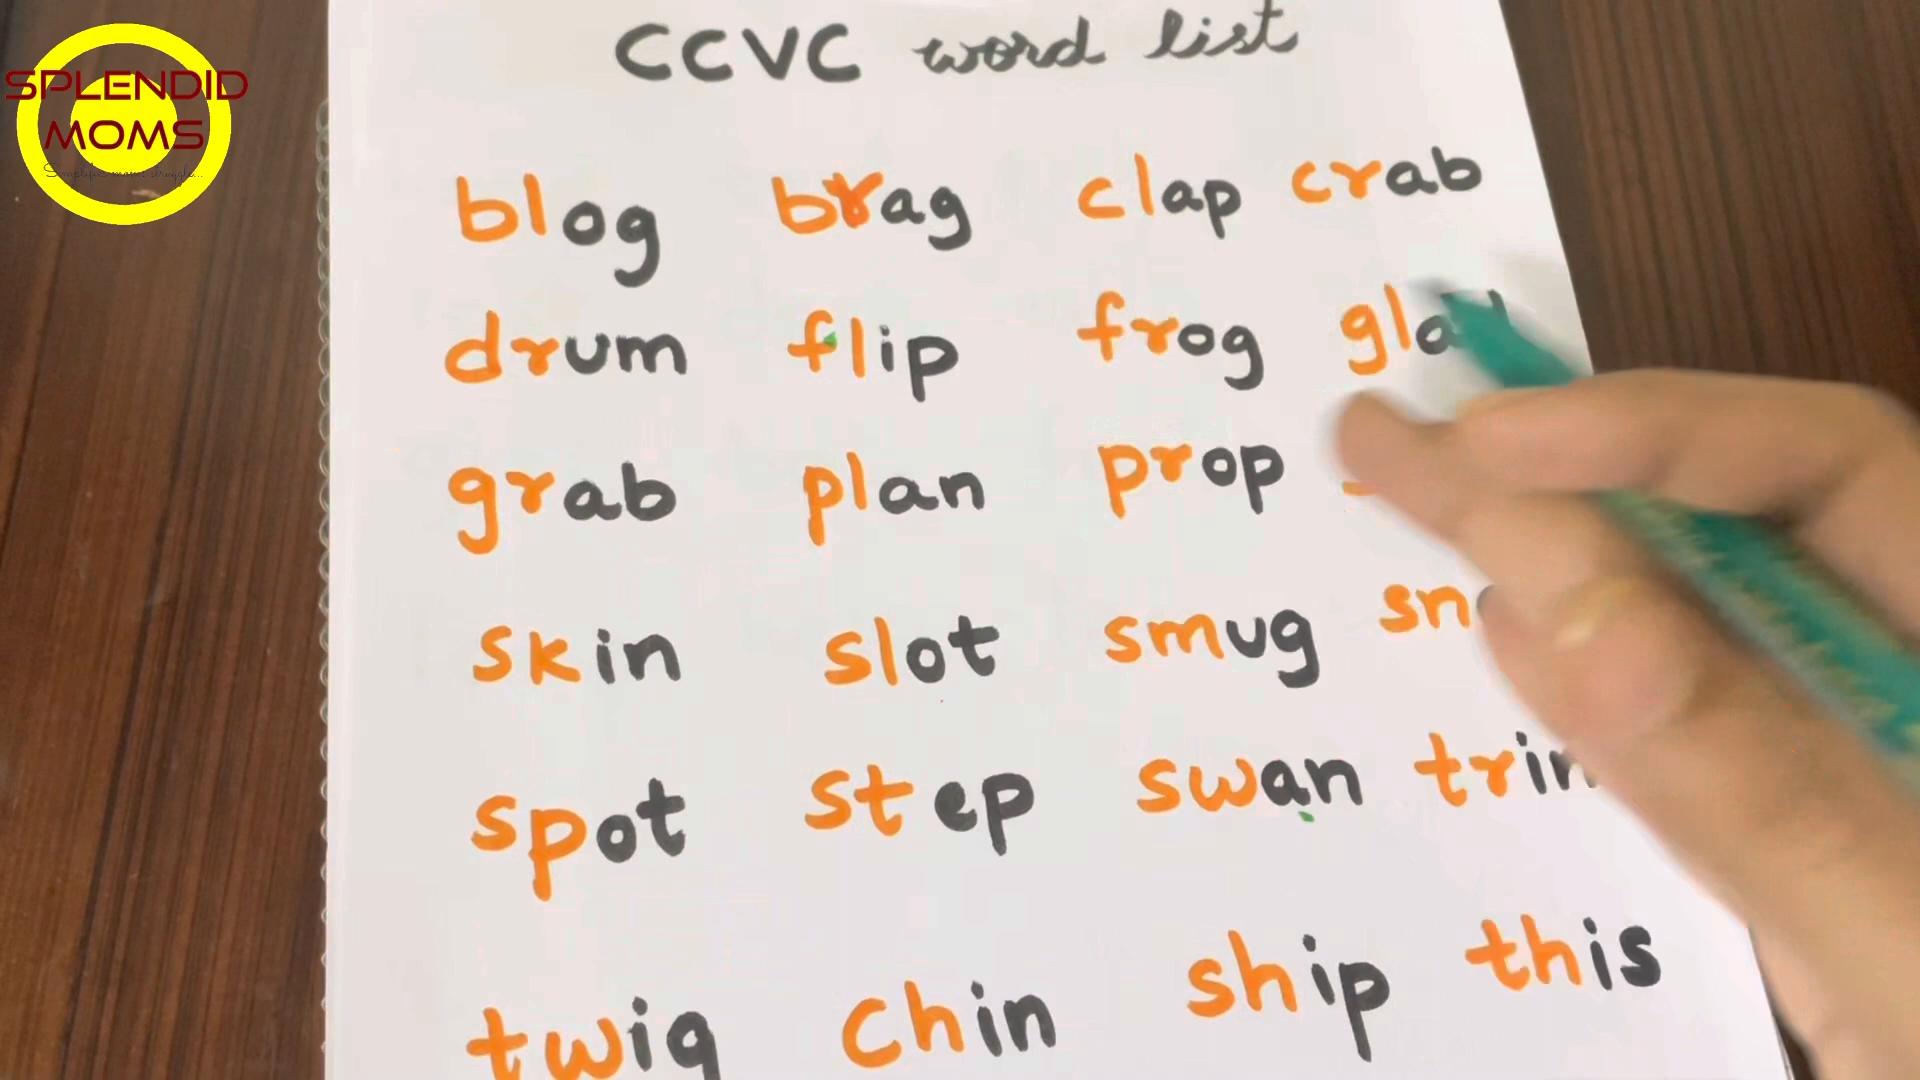 SPLENDID
MOMS
CCVC word list
blog brag clap crab
drum flip frog
grab plan prop
skin slot smug
spot step swan
twig chin ship this